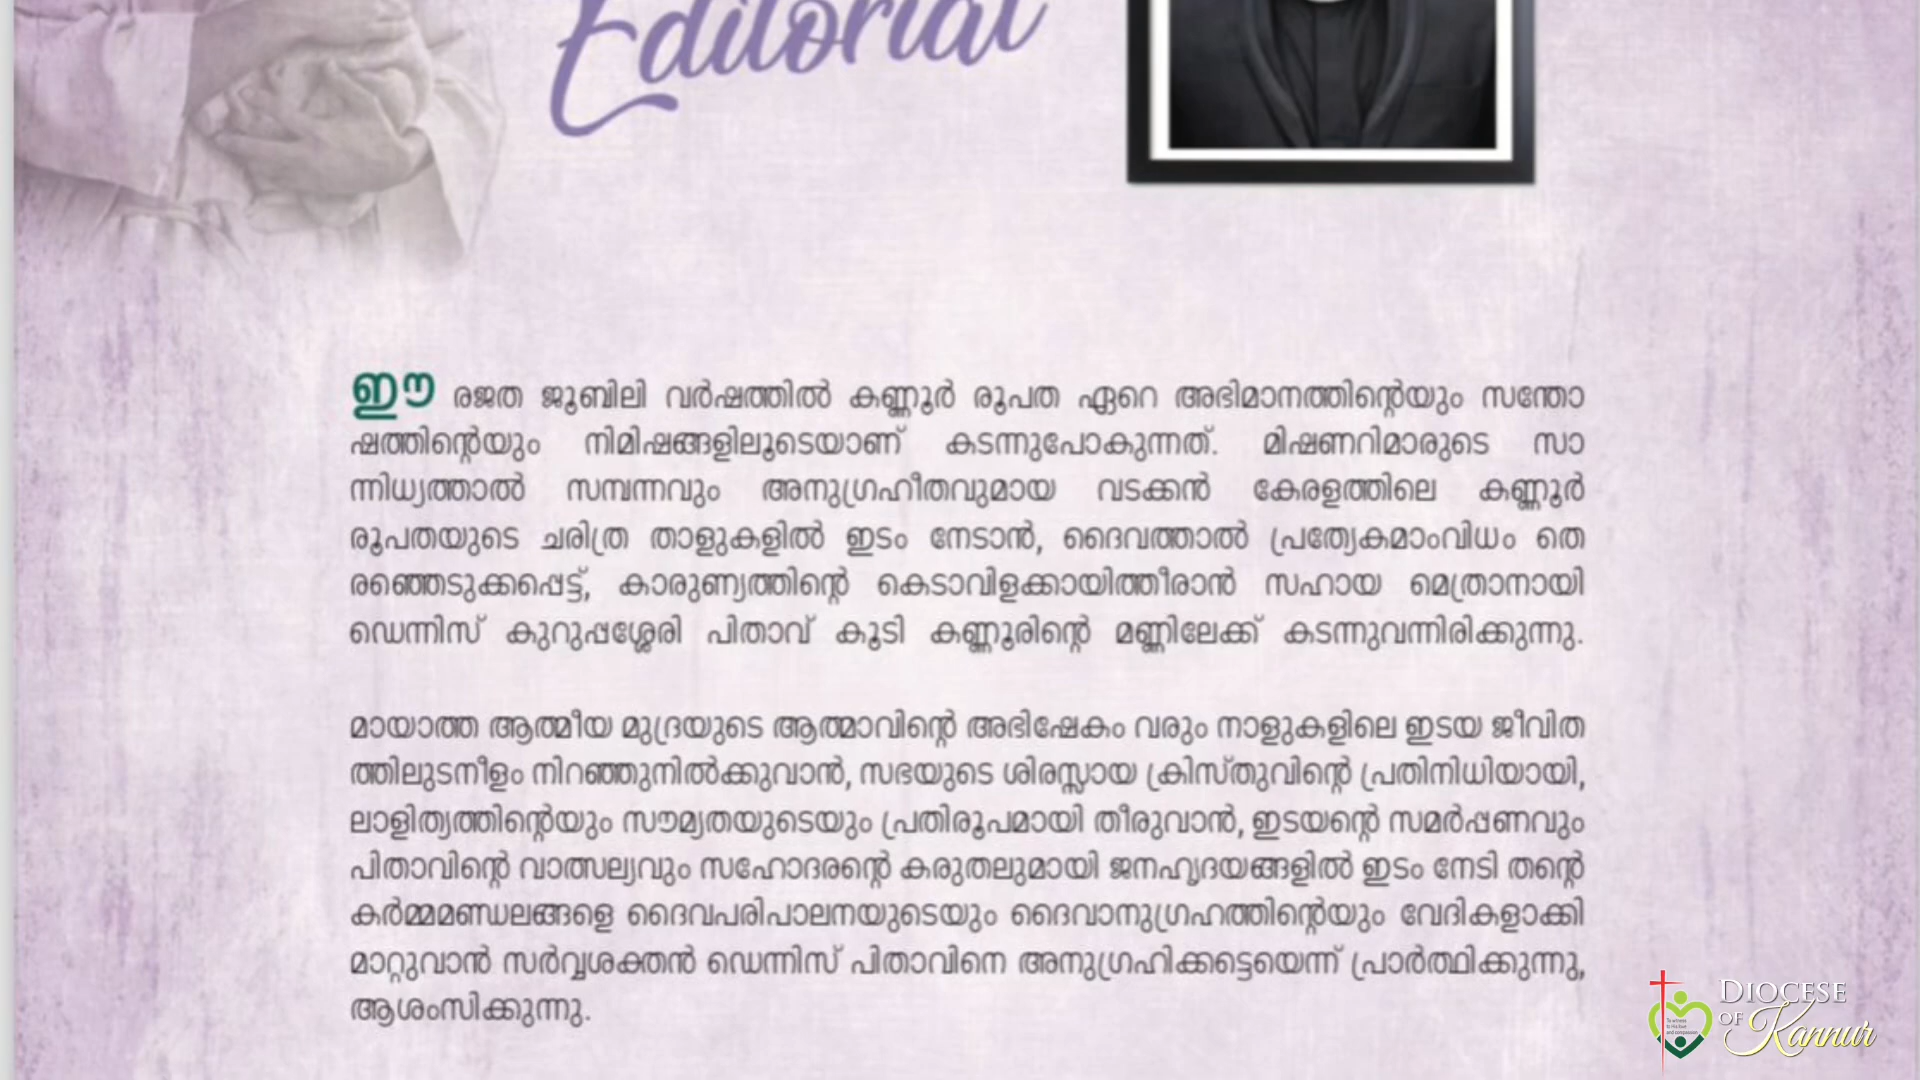 Editorial
ഈ രജത ജൂബിലി വർഷത്തിൽ കണ്ണൂർ രൂപത ഏറെ അഭിമാനത്തിന്റെയും സന്തോ
ഷത്തിന്റെയും നിമിഷങ്ങളിലൂടെയാണ് കടന്നുപോകുന്നത്. മിഷണറിമാരുടെ സാ
ന്നിധ്യത്താൽ സമ്പന്നവും അനുഗ്രഹീതവുമായ വടക്കൻ കേരളത്തിലെ കണ്ണൂർ
രൂപതയുടെ ചരിത്ര താളുകളിൽ ഇടം നേടാൻ, ദൈവത്താൽ പ്രത്യേകമാംവിധം തെ
രഞ്ഞെടുക്കപ്പെട്ട്, കാരുണ്യത്തിന്റെ കെടാവിളക്കായിത്തീരാൻ സഹായ മെത്രാനായി
ഡെന്നിസ് കുറുപ്പശ്ശേരി പിതാവ് കൂടി കണ്ണൂരിന്റെ മണ്ണിലേക്ക് കടന്നുവന്നിരിക്കുന്നു.
മായാത്ത ആത്മീയ മുദ്രയുടെ ആത്മാവിന്റെ അഭിഷേകം വരും നാളുകളിലെ ഇടയ ജീവിത
ത്തിലുടനീളം നിറഞ്ഞുനിൽക്കുവാൻ, സഭയുടെ ശിരസ്സായ ക്രിസ്തുവിന്റെ പ്രതിനിധിയായി,
ലാളിത്യത്തിന്റെയും സൗമ്യതയുടെയും പ്രതിരൂപമായി തീരുവാൻ, ഇടയന്റെ സമർപ്പണവും
പിതാവിന്റെ വാത്സല്യവും സഹോദരന്റെ കരുതലുമായി ജനഹൃദയങ്ങളിൽ ഇടം നേടി തന്റെ
കർമ്മമണ്ഡലങ്ങളെ ദൈവപരിപാലനയുടെയും ദൈവാനുഗ്രഹത്തിന്റെയും വേദികളാക്കി
മാറ്റുവാൻ സർവ്വശക്തൻ ഡെന്നിസ് പിതാവിനെ അനുഗ്രഹിക്കട്ടെയെന്ന് പ്രാർത്ഥിക്കുന്നു,
ആശംസിക്കുന്നു.
DIOCESE
OF Kannur